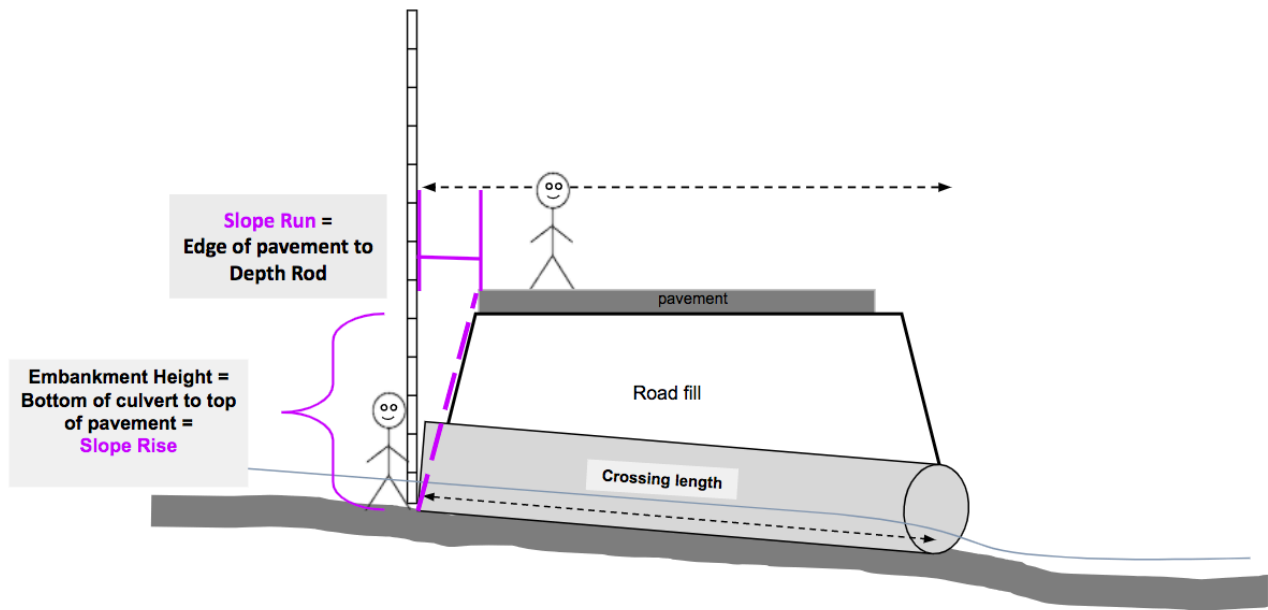 Slope Run =
Edge of pavement to
Depth Rod
pavement
Embankment Height =
Bottom of culvert to top
of pavement =
Slope Rise
Road fill
Crossing length